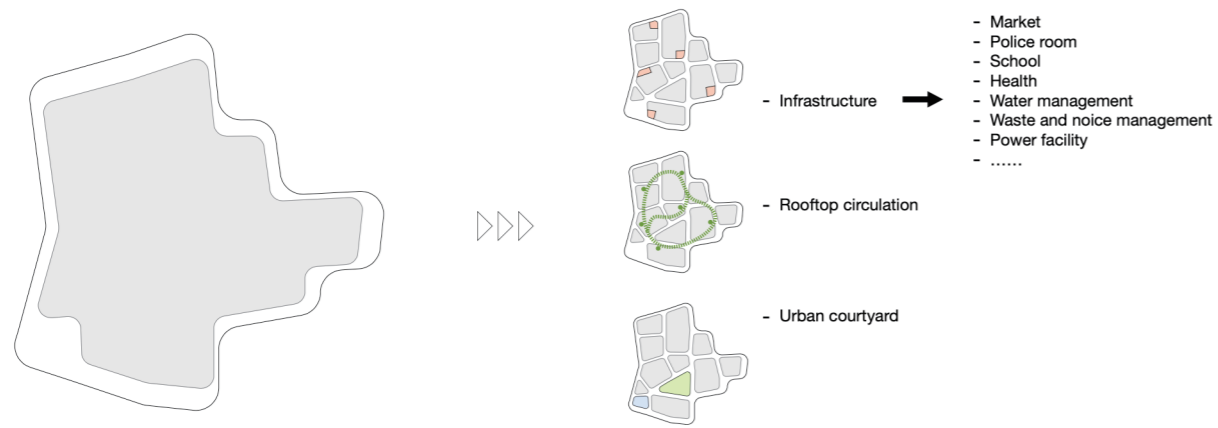 - Infrastructure
- Market
- Police room
- School
- Health
- Water management
- Waste and noice management
- Power facility
- ......
- Rooftop circulation
- Urban courtyard